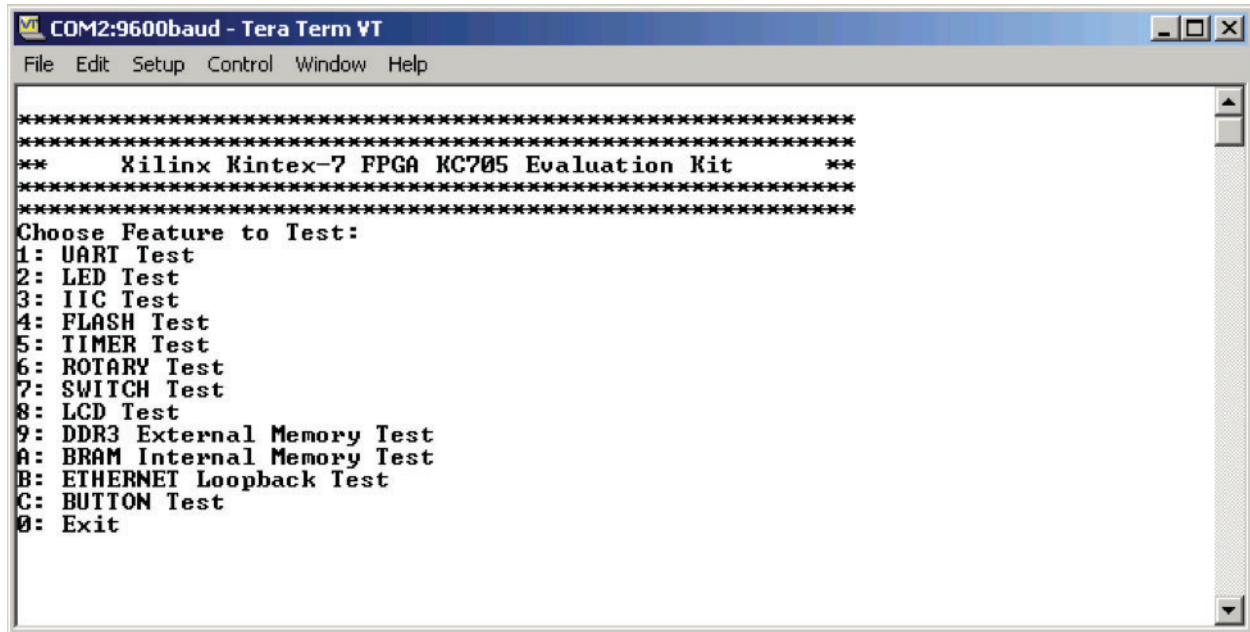 COM2:9600baud - Tera Term VT
File Edit Setup Control Window Help
*********************************************************
*********************************************************
** Xilinx Kintex-7 FPGA KC705 Evaluation Kit **
*********************************************************
*********************************************************
Choose Feature to Test:
1: UART Test
2: LED Test
3: IIC Test
4: FLASH Test
5: TIMER Test
6: ROTARY Test
7: SWITCH Test
8: LCD Test
9: DDR3 External Memory Test
A: BRAM Internal Memory Test
B: ETHERNET Loopback Test
C: BUTTON Test
0: Exit